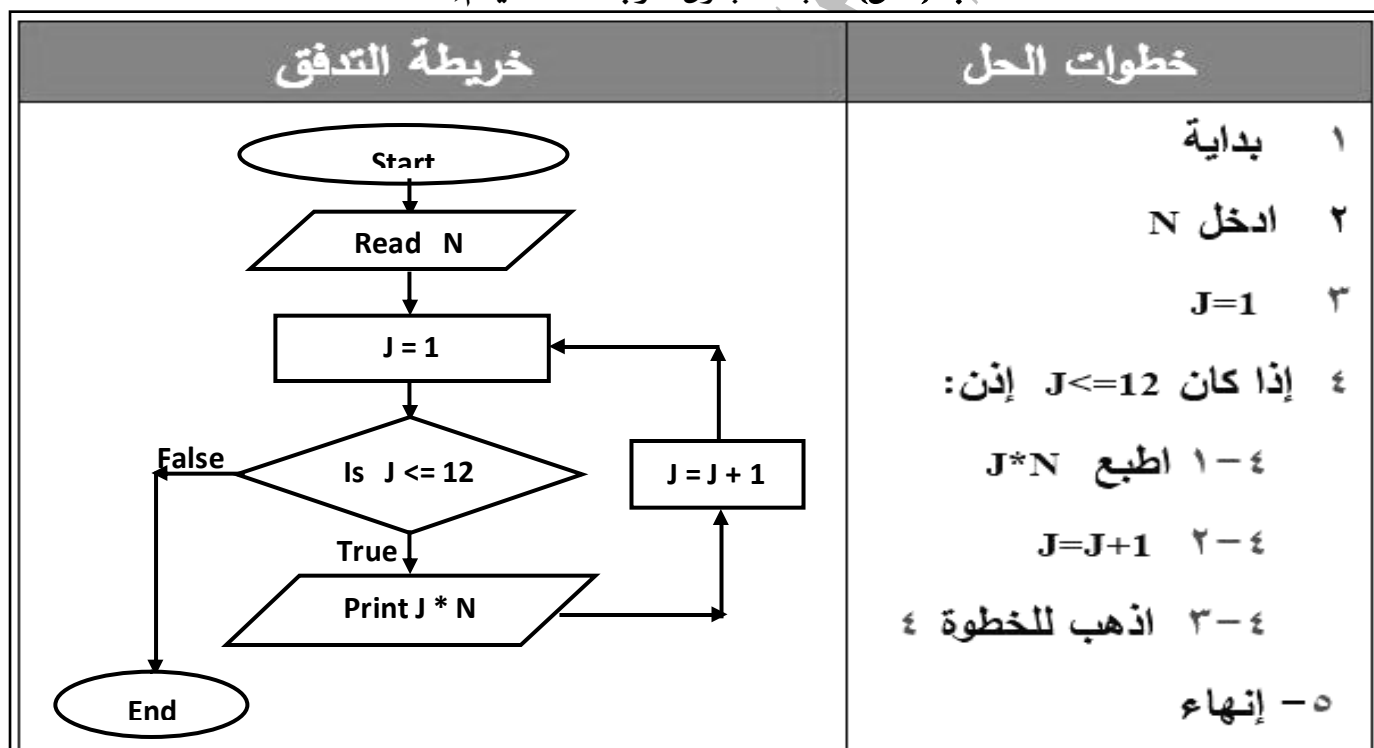 خطوات الحل
١ بداية
٢ ادخل N
٣ J=1
٤ إذا كان J<=12 إذن:
٤-١ اطبع J*N
٤-٢ J=J+1
٤-٣ اذهب للخطوة ٤
٥- إنهاء
خريطة التدفق
Start
Read N
J = 1
Is J <= 12
False
True
J = J + 1
Print J * N
End